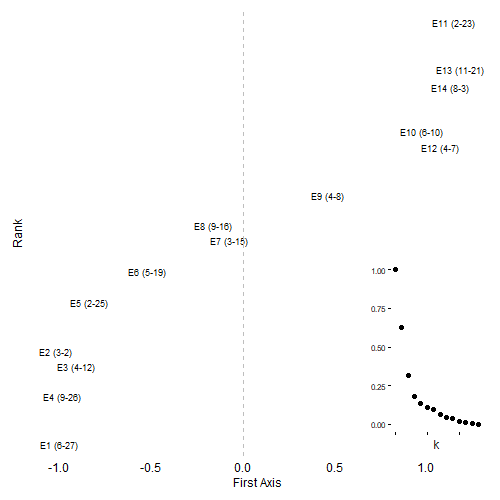 E11 (2-23)
E13 (11-21)
E14 (8-3)
E10 (6-10)
E12 (4-7)
E9 (4-8)
E8 (9-16)
E7 (3-15)
Rank
E6 (5-19)
E5 (2-25)
E2 (3-2)
E3 (4-12)
E4 (9-26)
E1 (6-27)
1.00
0.75
0.50
0.25
0.00
k
-1.0 -0.5 0.0 0.5 1.0
First Axis